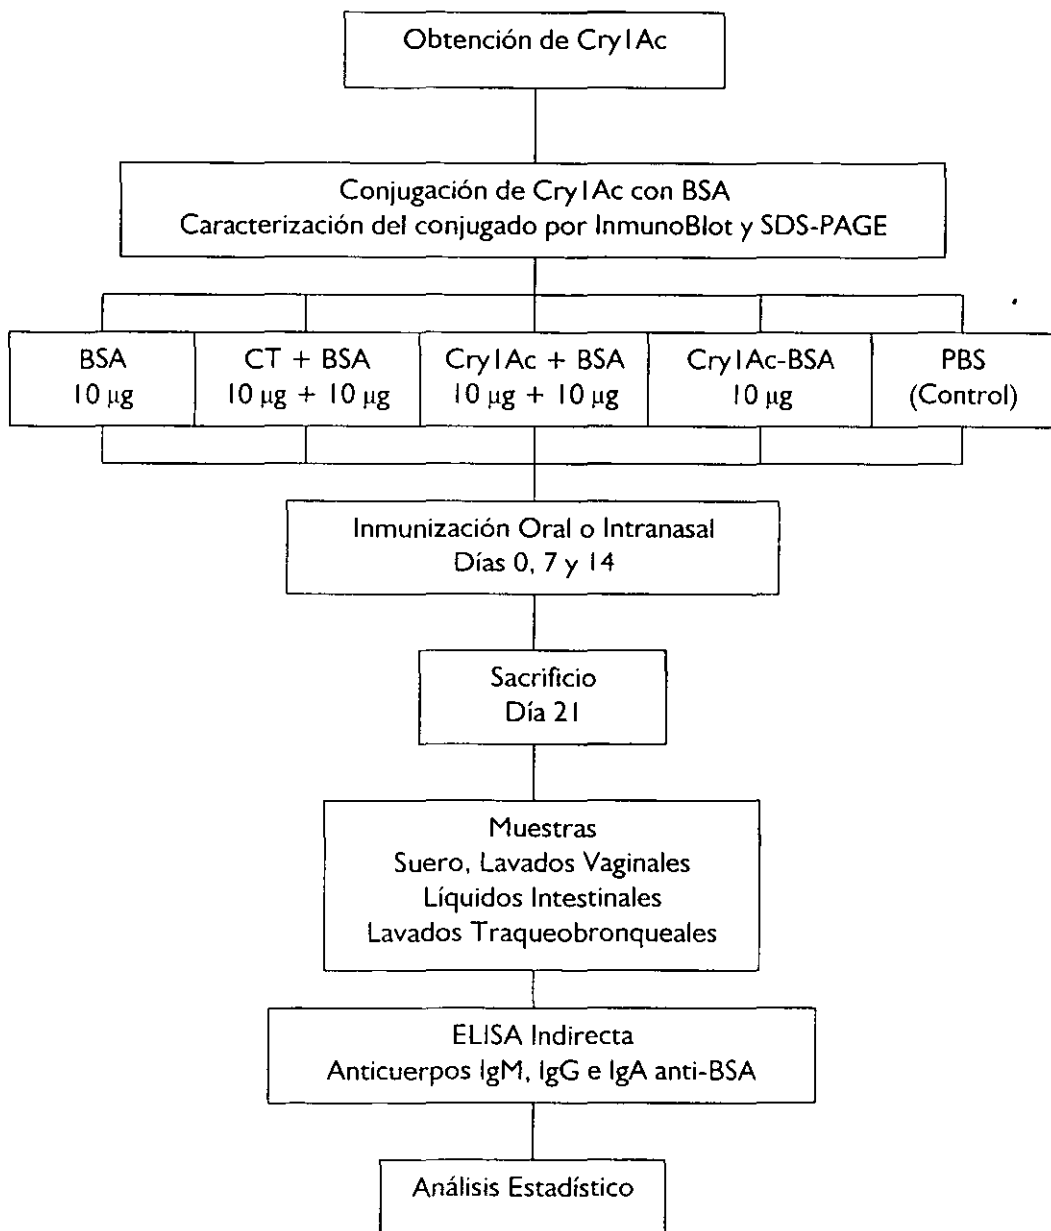 Obtención de Cry1Ac
Conjugación de Cry1Ac con BSA
Caracterización del conjugado por InmunoBlot y SDS-PAGE
BSA
10 μg
CT + BSA
10 μg + 10 μg
Cry1Ac + BSA
10 μg + 10 μg
Cry1Ac-BSA
10 μg
PBS
(Control)
Inmunización Oral o Intranasal
Días 0, 7 y 14
Sacrificio
Día 21
Muestras
Suero, Lavados Vaginales
Líquidos Intestinales
Lavados Traqueobronqueales
ELISA Indirecta
Anticuerpos IgM, IgG e IgA anti-BSA
Análisis Estadístico